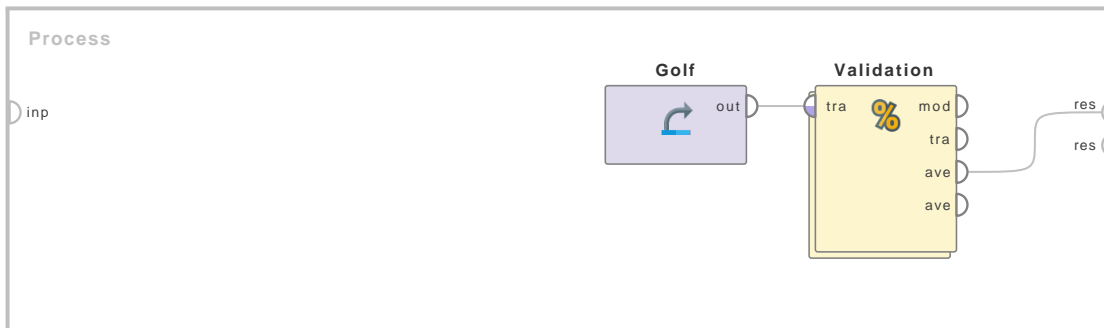 Process
inp
Golf
out
Validation
tra
mod
tra
ave
ave
res
res